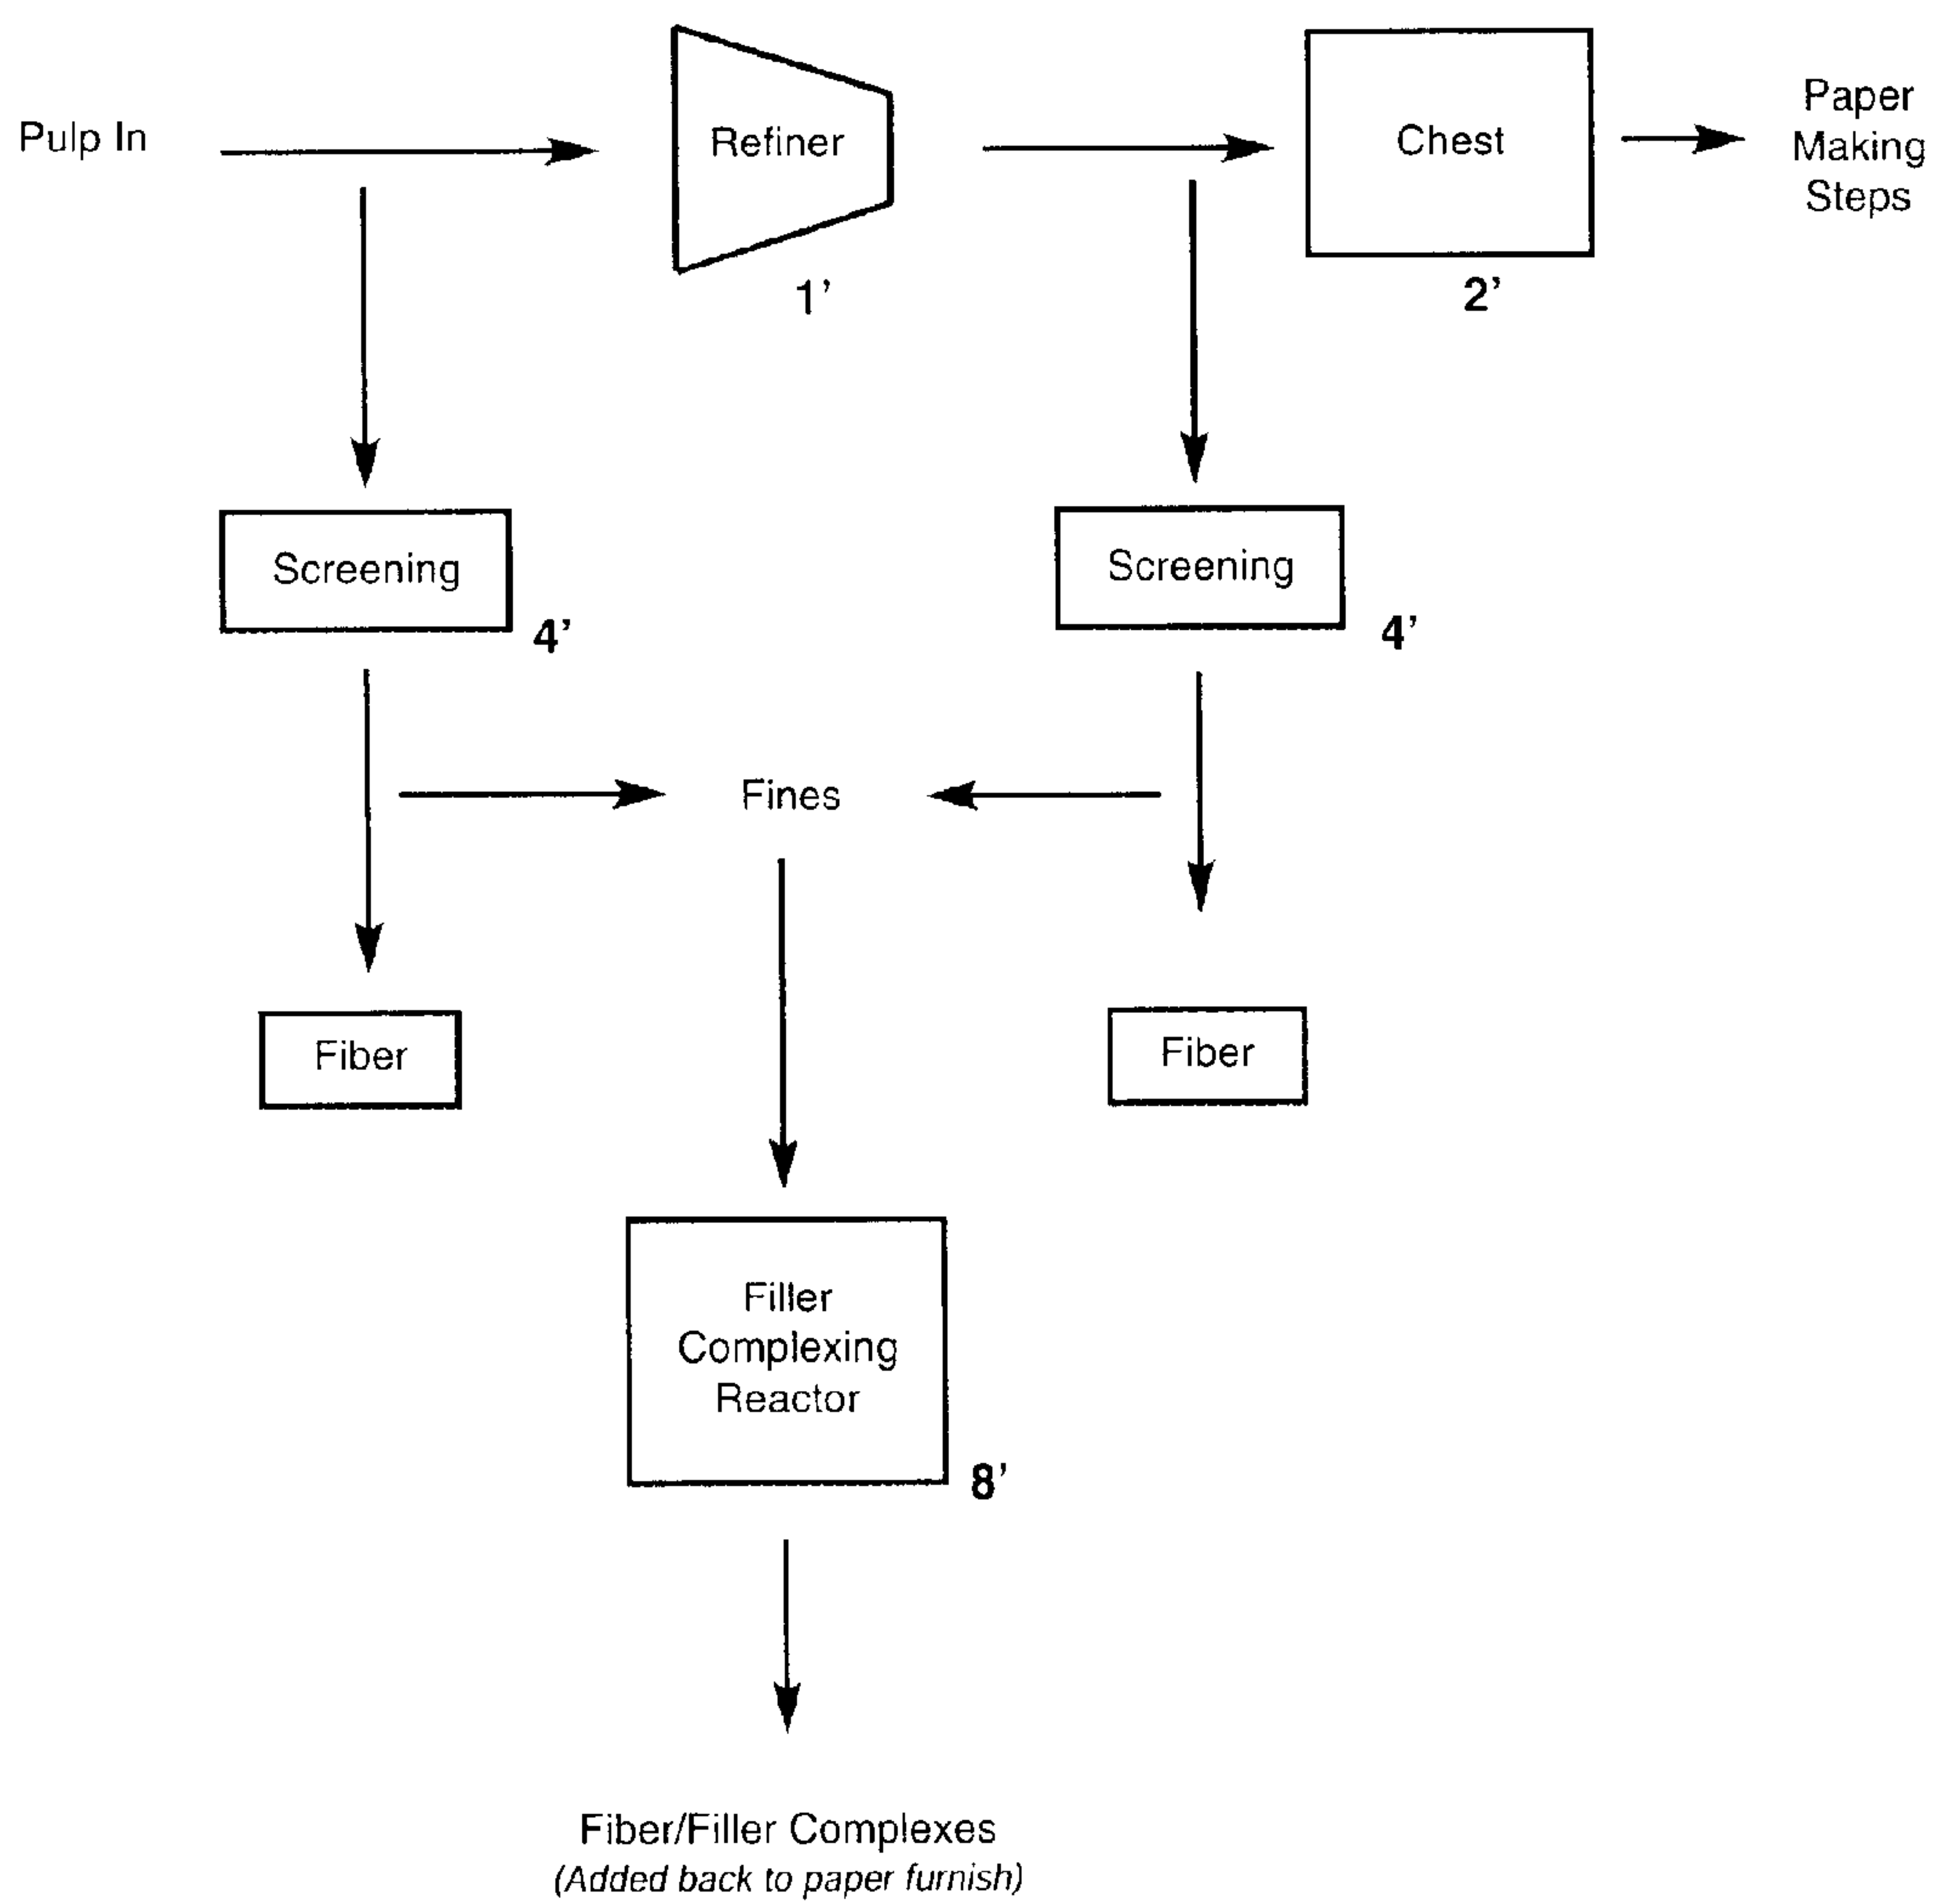 Pulp In
Refiner
1'
Chest
2'
Paper
Making
Steps
Screening
4'
Screening
4'
Fines
Fiber
Fiber
Filler
Complexing
Reactor
8'
Fiber/Filler Complexes
(Added back to paper furnish)